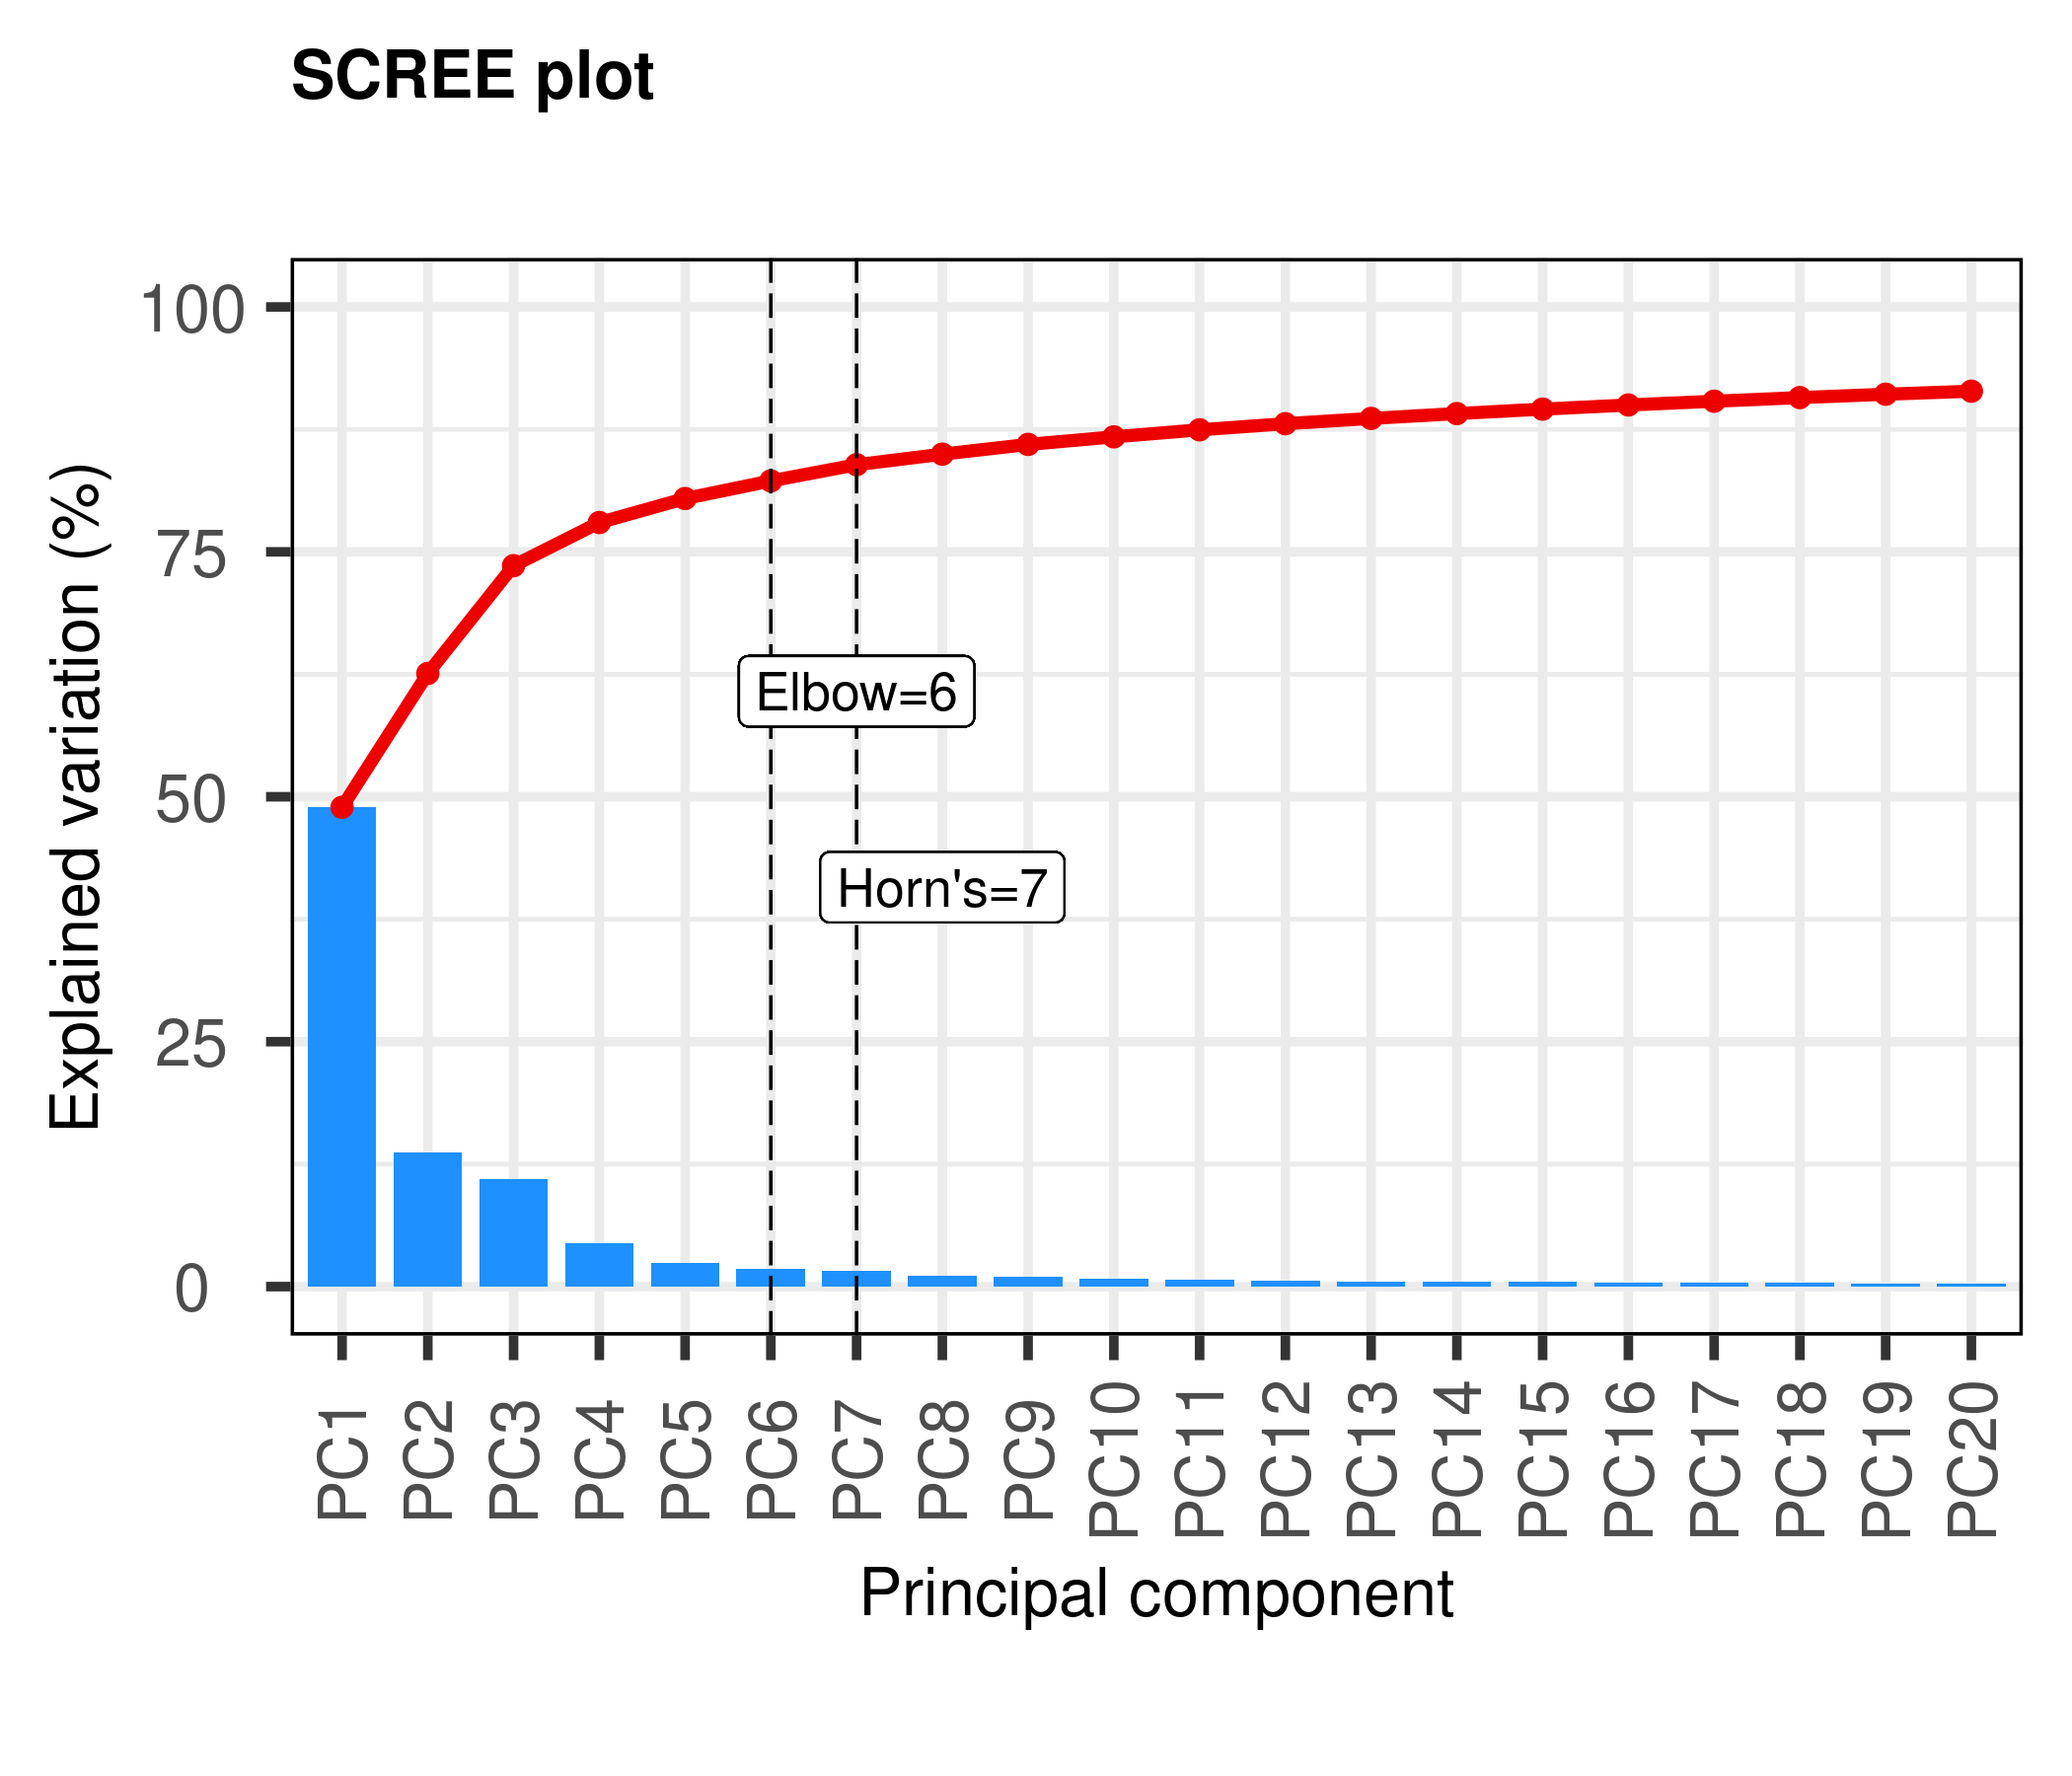 SCREE plot
Explained variation (%)
100
75
50
25
0
Elbow=6
Horn's=7
PC1
PC2
PC3
PC4
PC5
PC6
PC7
PC8
PC9
PC10
PC11
PC12
PC13
PC14
PC15
PC16
PC17
PC18
PC19
PC20
Principal component